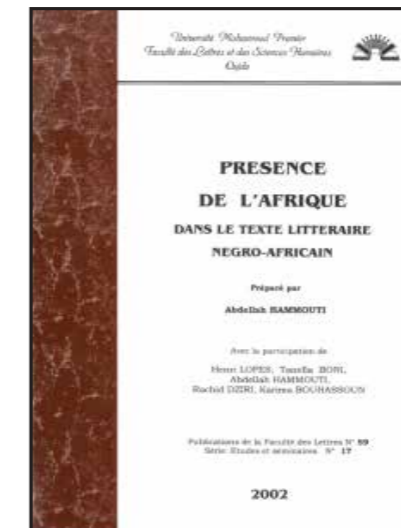 Université Mohammed Premier
Faculté des Lettres et des Sciences Humaines
Oujda
PRESENCE
DE L'AFRIQUE
DANS LE TEXTE LITTERAIRE
NEGRO-AFRICAIN
Préparé par
Abdellah HAMMOUTI
Avec la participation de
Henri LOPES, Tanella BONI,
Abdellah HAMMOUTI,
Rachid DZIRI, Karima BOUHASSOUN
Publications de la Faculté des Lettres N° 59
Série: Etudes et séminaires N° 17
2002